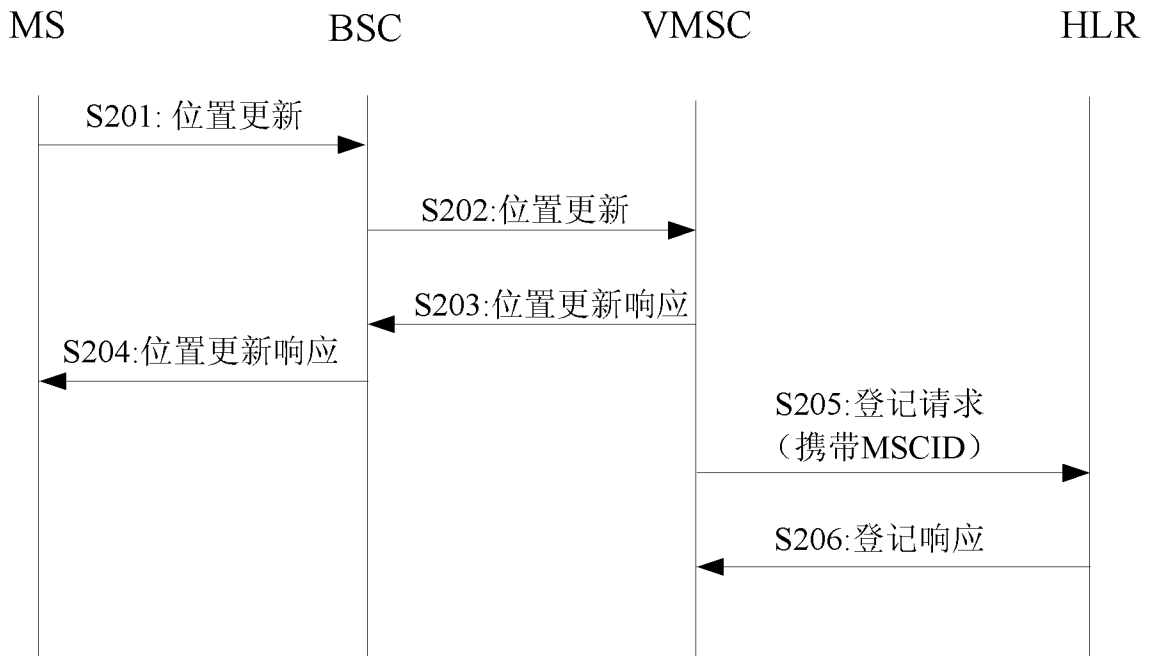 MS
BSC
VMSC
HLR
S201: 位置更新
S202:位置更新
S203:位置更新响应
S204:位置更新响应
S205:登记请求
（携带MSCID）
S206:登记响应